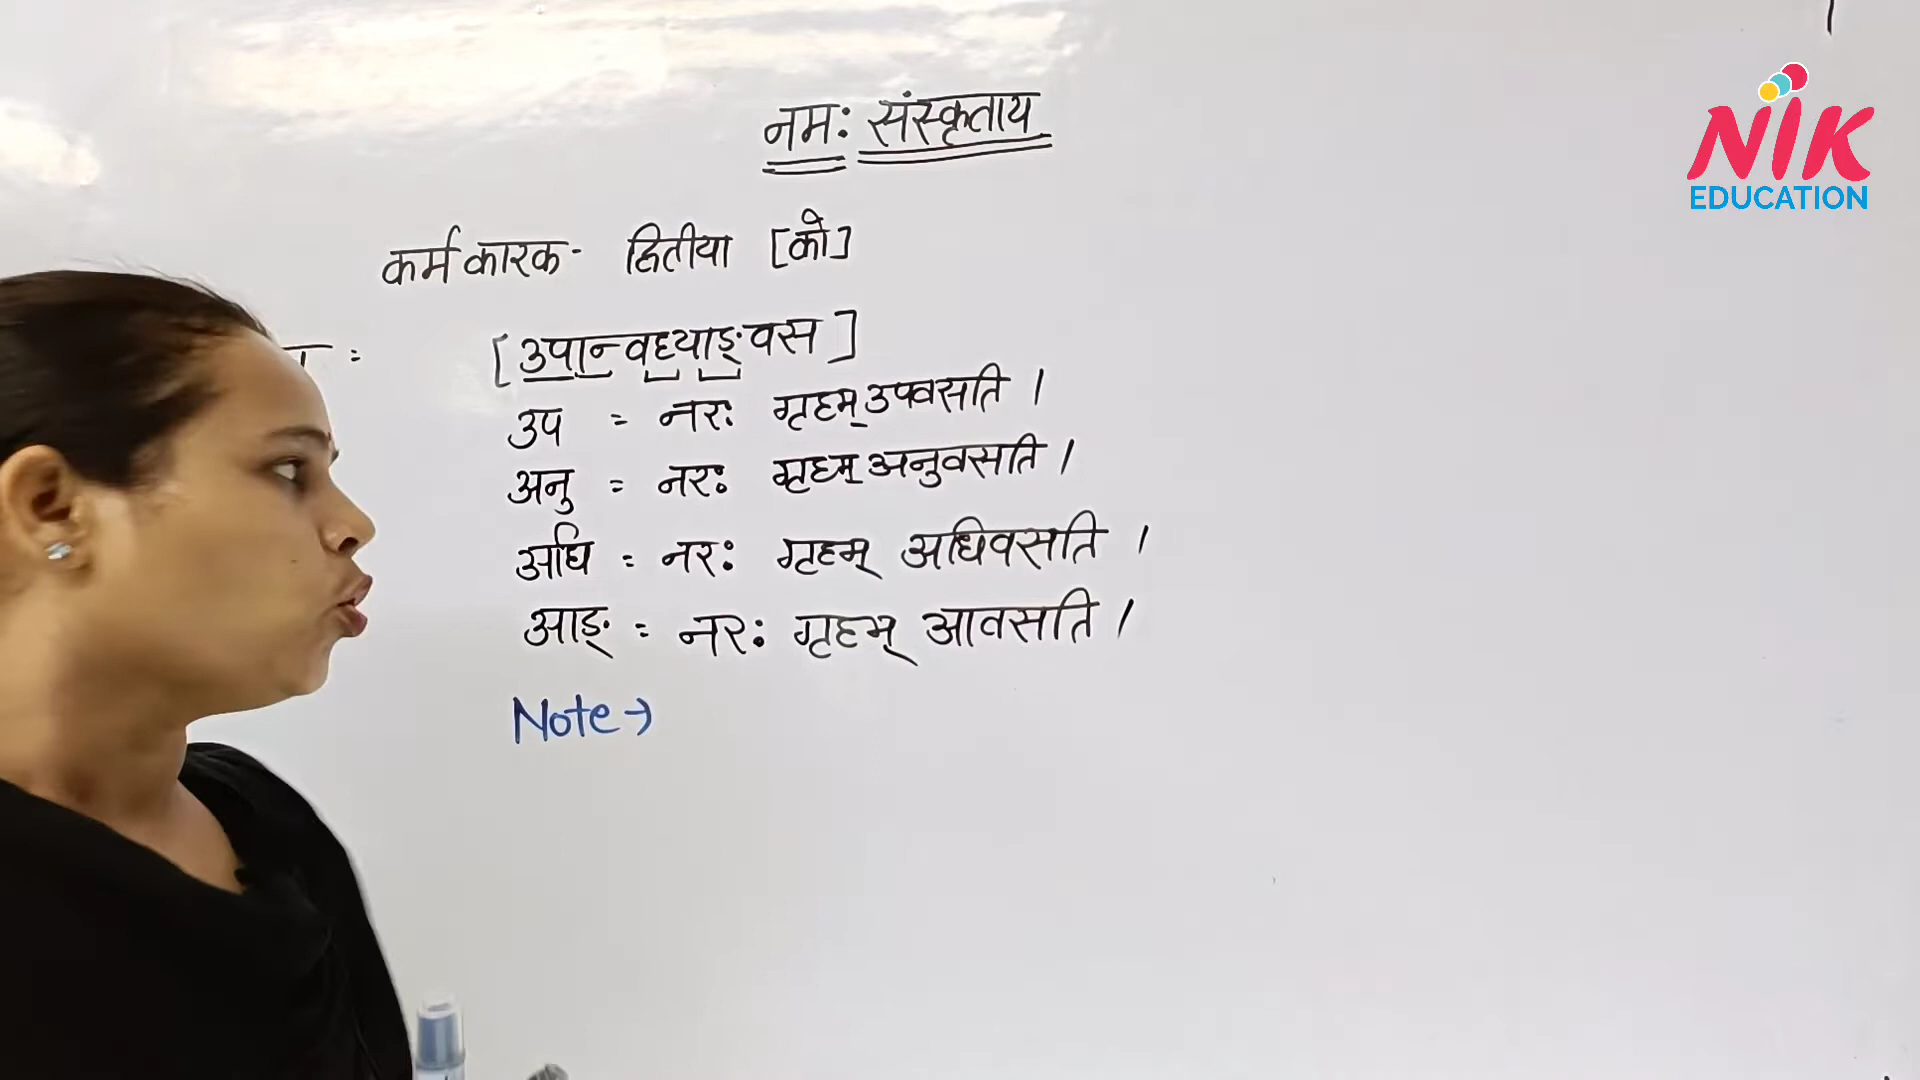 नमः संस्कृताय
NIK
EDUCATION
कर्म कारक - द्वितीया [को]
[उपान्वध्याङ्वस]
उप = नरः गृहम् उपवसति ।
अनु = नरः गृहम् अनुवसति ।
अधि = नरः गृहम् अधिवसति ।
आङ् = नरः गृहम् आवसति ।
Note →